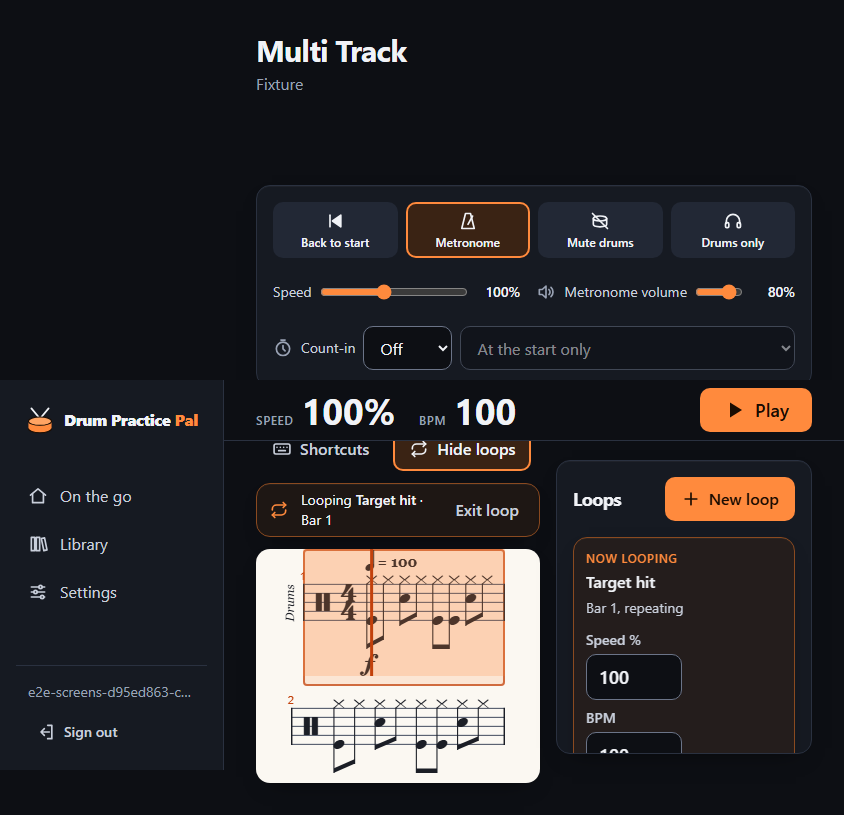 Multi Track
Fixture
Back to start
Metronome
Mute drums
Drums only
Speed
100%
Metronome volume
80%
Count-in
Off
At the start only
Drum Practice Pal
On the go
Library
Settings
e2e-screens-d95ed863-c...
Sign out
SPEED 100% BPM 100
Play
Shortcuts
Hide loops
Looping Target hit ·
Bar 1
Exit loop
= 100
Drums
4
4
f
2
Loops
New loop
NOW LOOPING
Target hit
Bar 1, repeating
Speed %
100
BPM
100